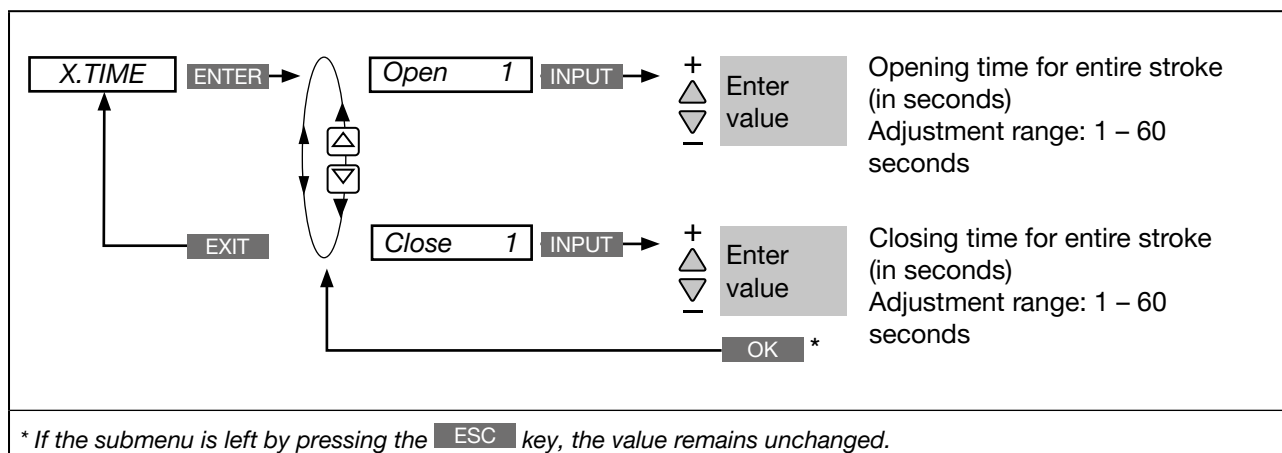 X.TIME ENTER Open 1 INPUT + Enter value − Opening time for entire stroke
(in seconds)
Adjustment range: 1 – 60
seconds
EXIT Close 1 INPUT + Enter value − Closing time for entire stroke
(in seconds)
Adjustment range: 1 – 60
seconds
OK *
* If the submenu is left by pressing the ESC key, the value remains unchanged.